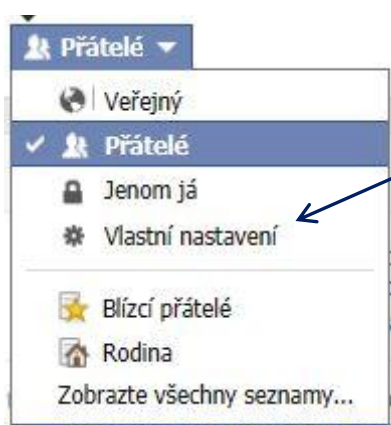 Přátelé
Veřejný
Přátelé
Jenom já
Vlastní nastavení
Blízcí přátelé
Rodina
Zobrazte všechny seznamy...